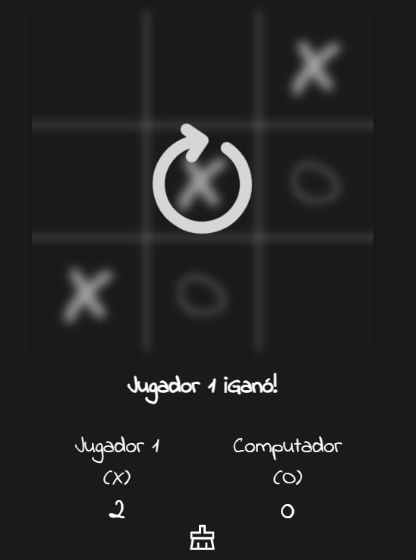 X
X O
X O
Jugador 1 ¡Ganó!
Jugador 1 Computador
(X) (O)
2 0